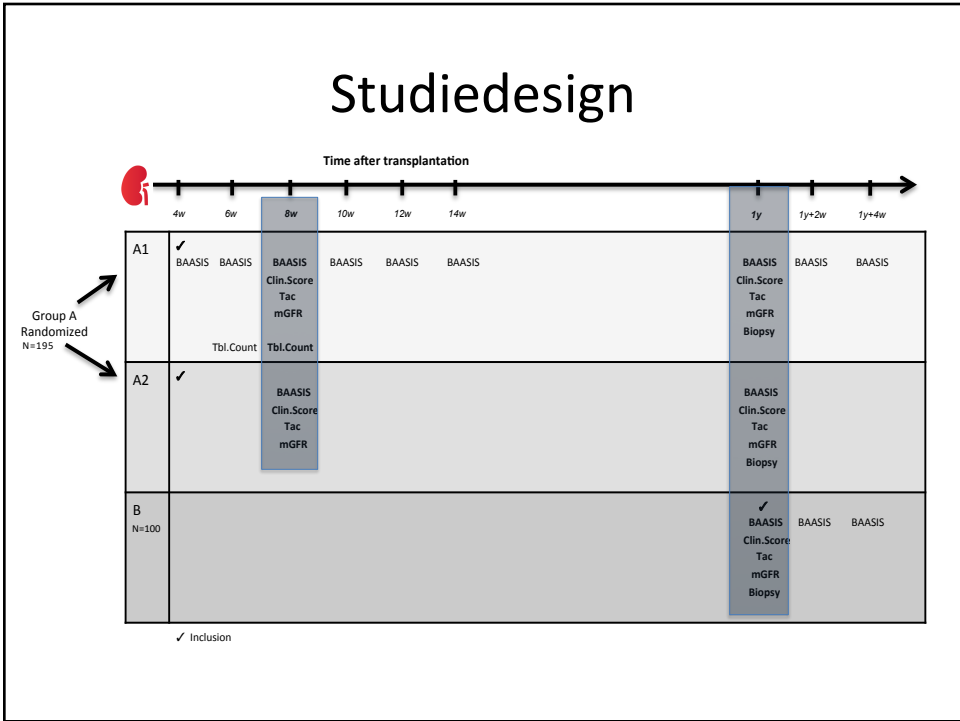 Studiedesign
Time after transplantation
4w 6w 8w 10w 12w 14w 1y 1y+2w 1y+4w
Group A
Randomized
N=195
A1 ✓
BAASIS BAASIS BAASIS BAASIS BAASIS BAASIS BAASIS BAASIS BAASIS
Clin.Score Clin.Score
Tac Tac
mGFR mGFR
Biopsy
Tbl.Count Tbl.Count
A2 ✓
BAASIS BAASIS
Clin.Score Clin.Score
Tac Tac
mGFR mGFR
Biopsy
B ✓
N=100 BAASIS BAASIS BAASIS
Clin.Score
Tac
mGFR
Biopsy
✓ Inclusion